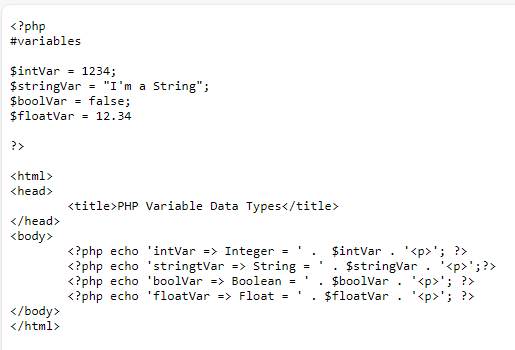 <?php
#variables
$intVar = 1234;
$stringVar = "I'm a String";
$boolVar = false;
$floatVar = 12.34
?>
<html>
<head>
<title>PHP Variable Data Types</title>
</head>
<body>
<?php echo 'intVar => Integer = ' .  $intVar . '<p>'; ?>
<?php echo 'stringtVar => String = ' . $stringVar . '<p>';?>
<?php echo 'boolVar => Boolean = ' . $boolVar . '<p>'; ?>
<?php echo 'floatVar => Float = ' . $floatVar . '<p>'; ?>
</body>
</html>